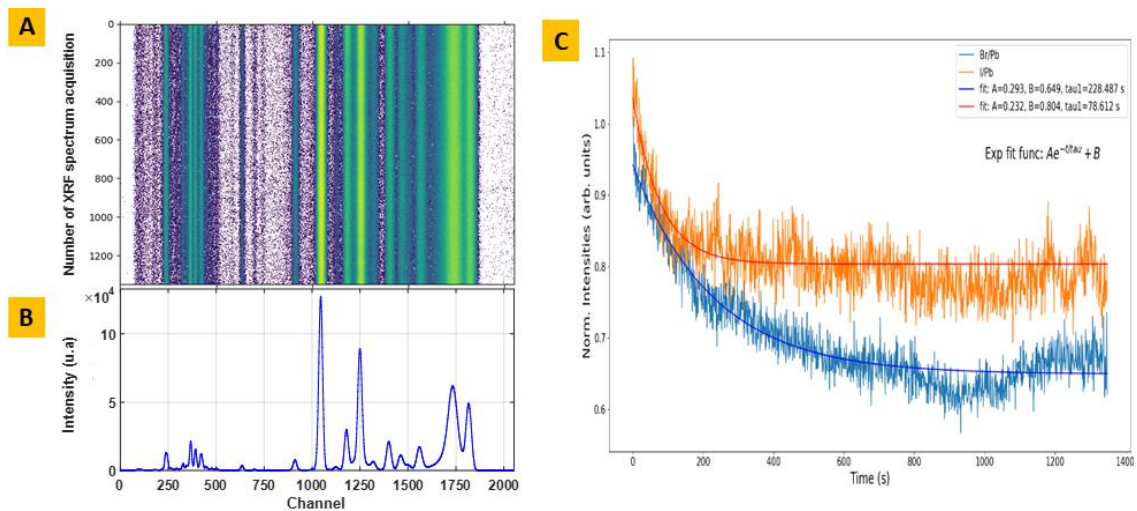 A
Number of XRF spectrum acquisition
0
200
400
600
800
1000
1200
B
×10⁴
Intensity (u.a)
10
5
0
0 250 500 750 1000 1250 1500 1750 2000
Channel
C
Norm. Intensities (arb. units)
1.1
1.0
0.9
0.8
0.7
0.6
Br/Pb
I/Pb
fit: A=0.293, B=0.649, tau1=228.487 s
fit: A=0.232, B=0.804, tau1=78.612 s
Exp fit func: Ae^{-t/tau} + B
0 200 400 600 800 1000 1200 1400
Time (s)